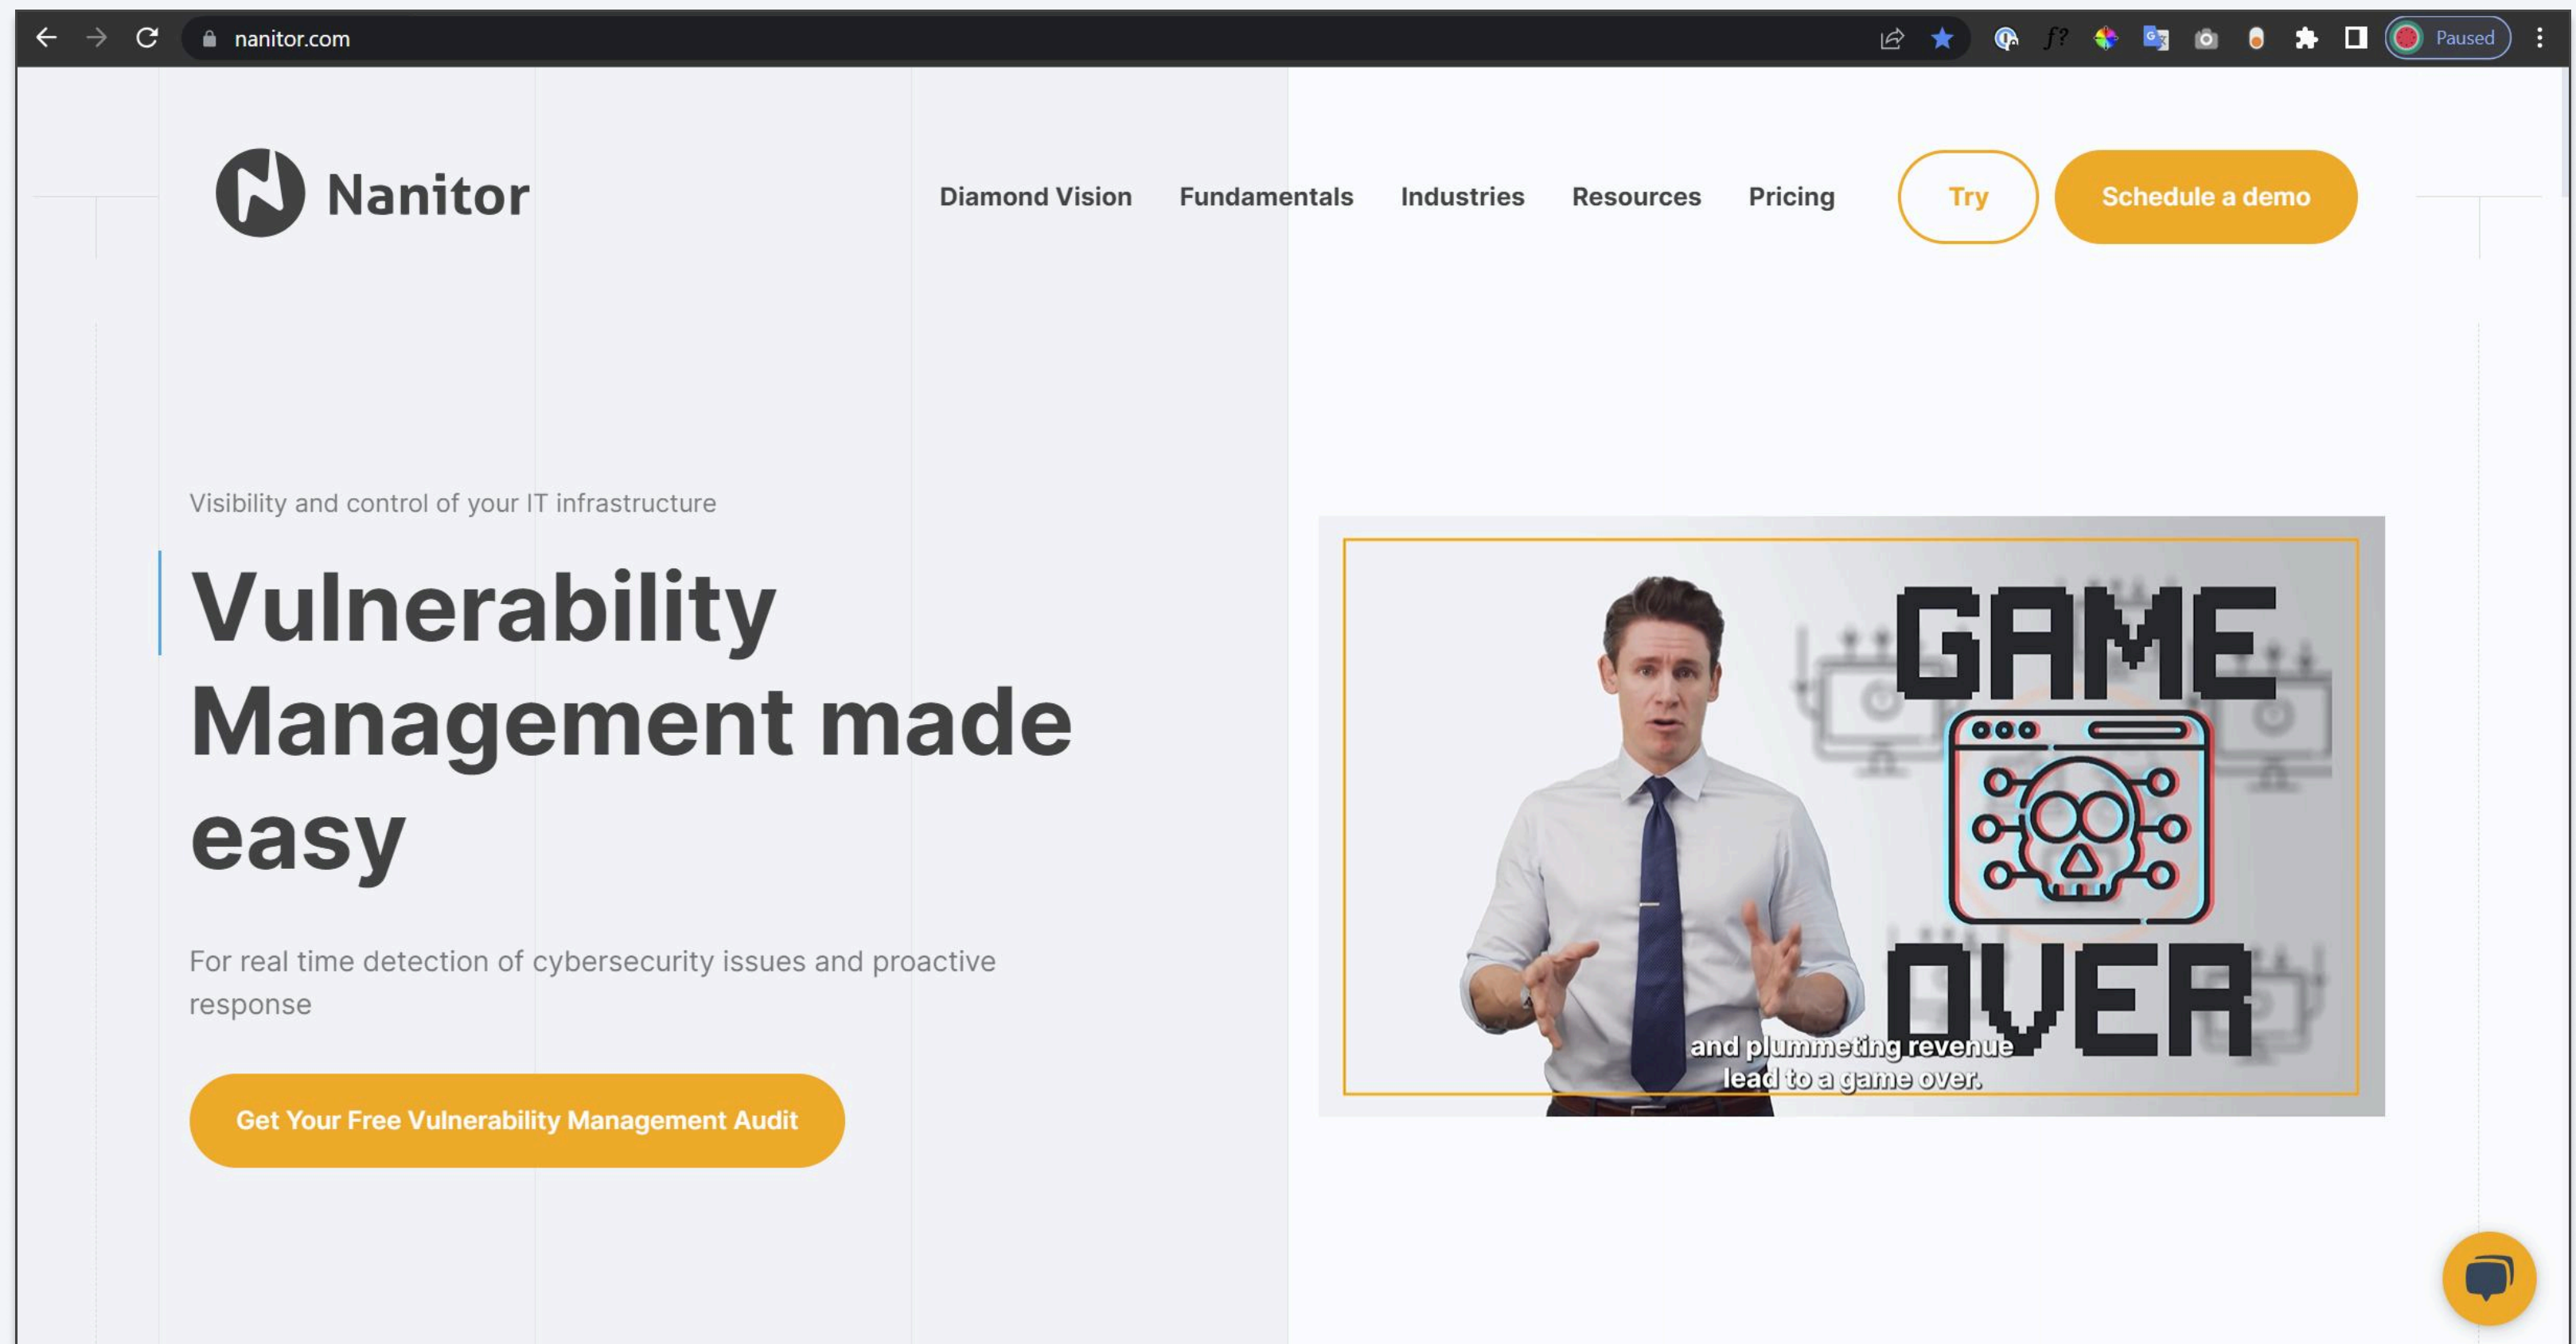 nanitor.com
f?
Paused
Nanitor
Diamond Vision
Fundamentals
Industries
Resources
Pricing
Try
Schedule a demo
Visibility and control of your IT infrastructure
Vulnerability
Management made
easy
For real time detection of cybersecurity issues and proactive
response
Get Your Free Vulnerability Management Audit
GAME
OVER
and plummeting revenue
lead to a game over.